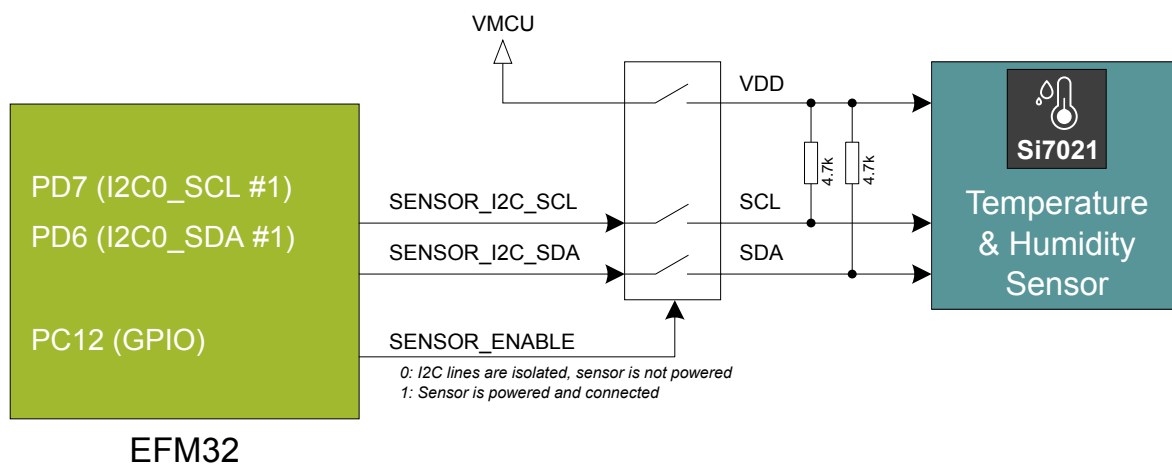 VMCU
VDD
PD7 (I2C0_SCL #1)
PD6 (I2C0_SDA #1)
PC12 (GPIO)
EFM32
SENSOR_I2C_SCL
SENSOR_I2C_SDA
SENSOR_ENABLE
0: I2C lines are isolated, sensor is not powered
1: Sensor is powered and connected
SCL
SDA
4.7k
4.7k
Si7021
Temperature
& Humidity
Sensor